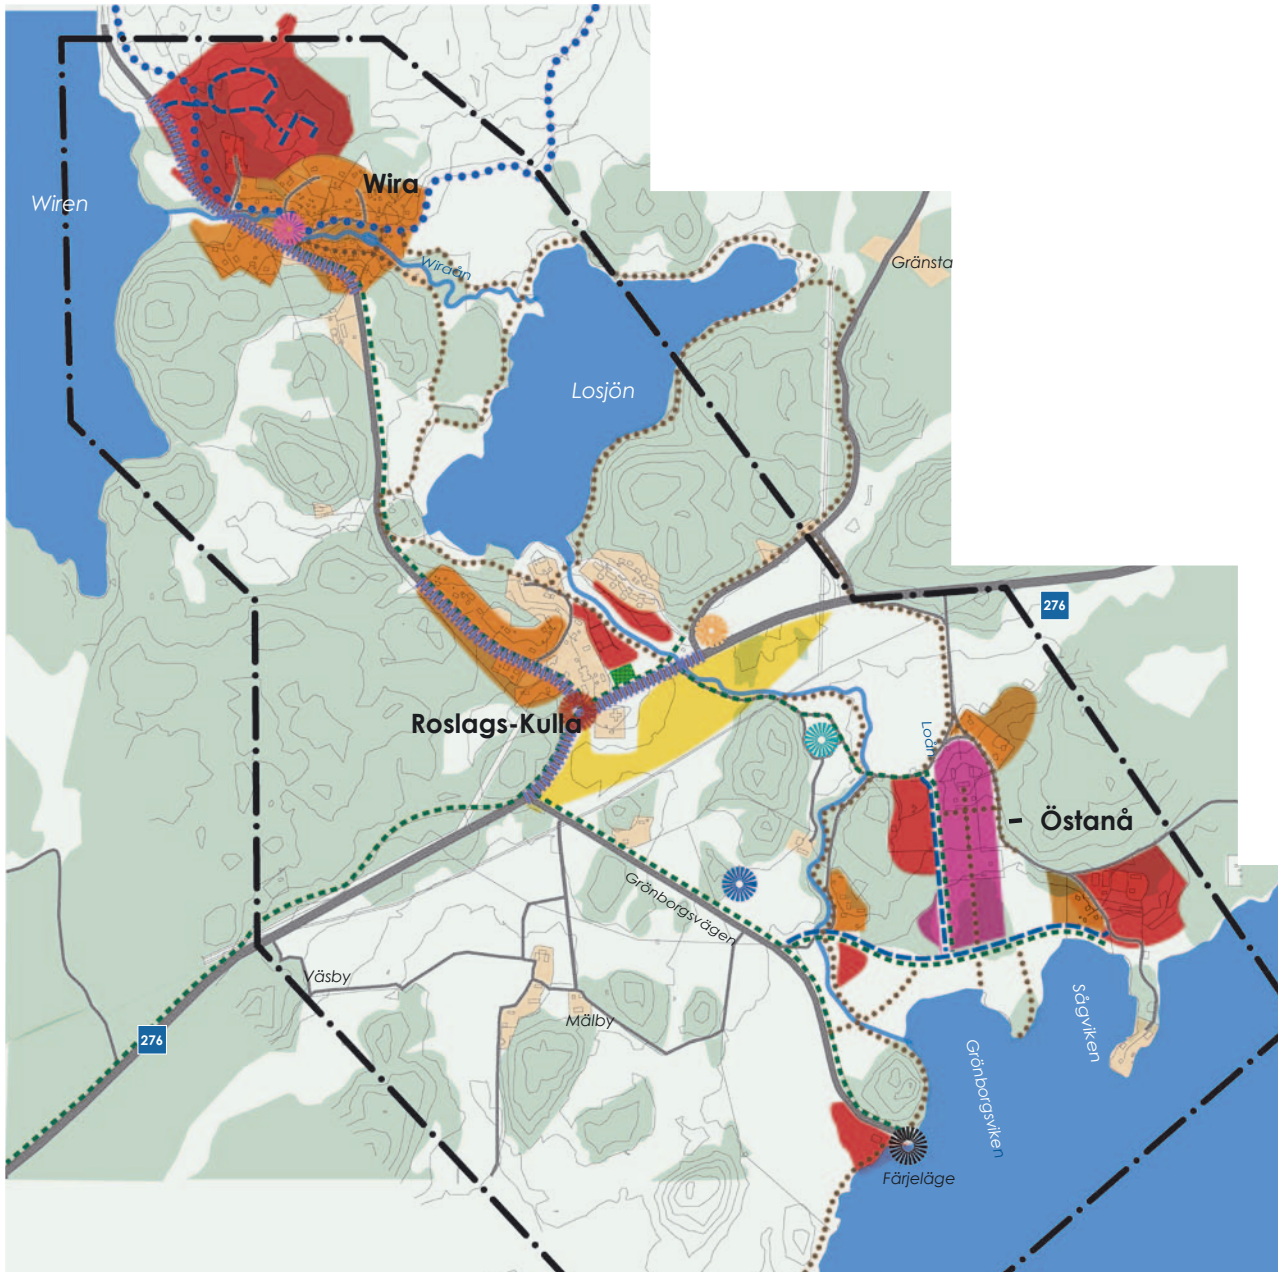 Wira
Wiren
Wiraån
Gränsta
Losjön
276
Roslags-Kulla
Loån
Östanå
Grönborgsvägen
Väsby
Mälby
276
Sågviken
Grönborgsviken
Färjeläge